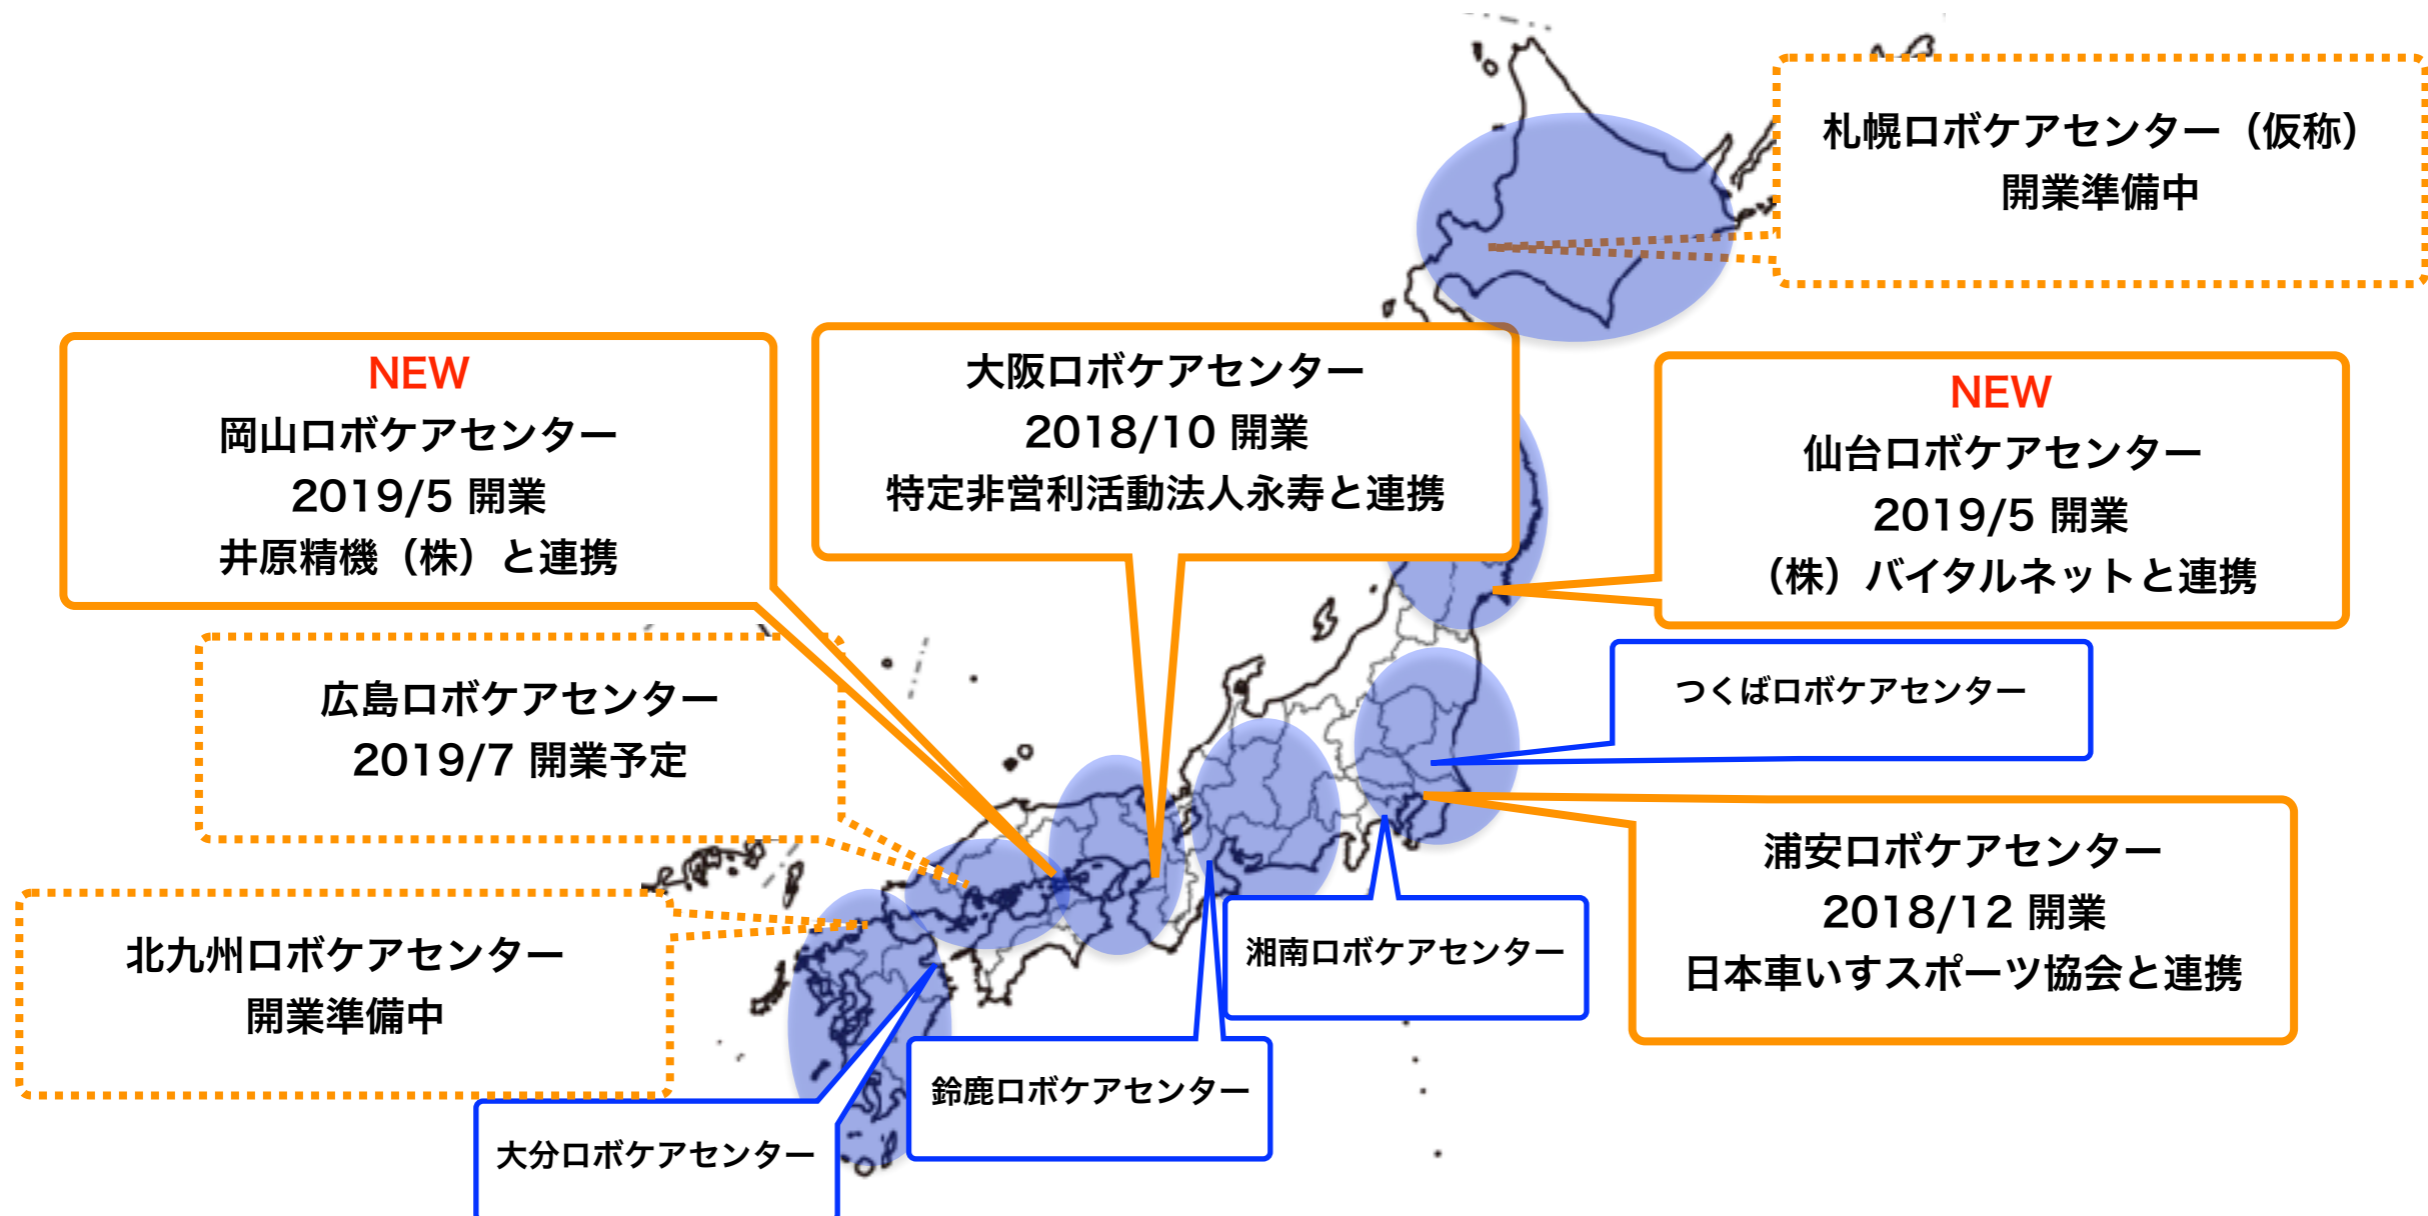 札幌ロボケアセンター（仮称）
開業準備中
NEW
岡山ロボケアセンター
2019/5 開業
井原精機（株）と連携
大阪ロボケアセンター
2018/10 開業
特定非営利活動法人永寿と連携
NEW
仙台ロボケアセンター
2019/5 開業
（株）バイタルネットと連携
広島ロボケアセンター
2019/7 開業予定
つくばロボケアセンター
浦安ロボケアセンター
2018/12 開業
日本車いすスポーツ協会と連携
北九州ロボケアセンター
開業準備中
湘南ロボケアセンター
鈴鹿ロボケアセンター
大分ロボケアセンター